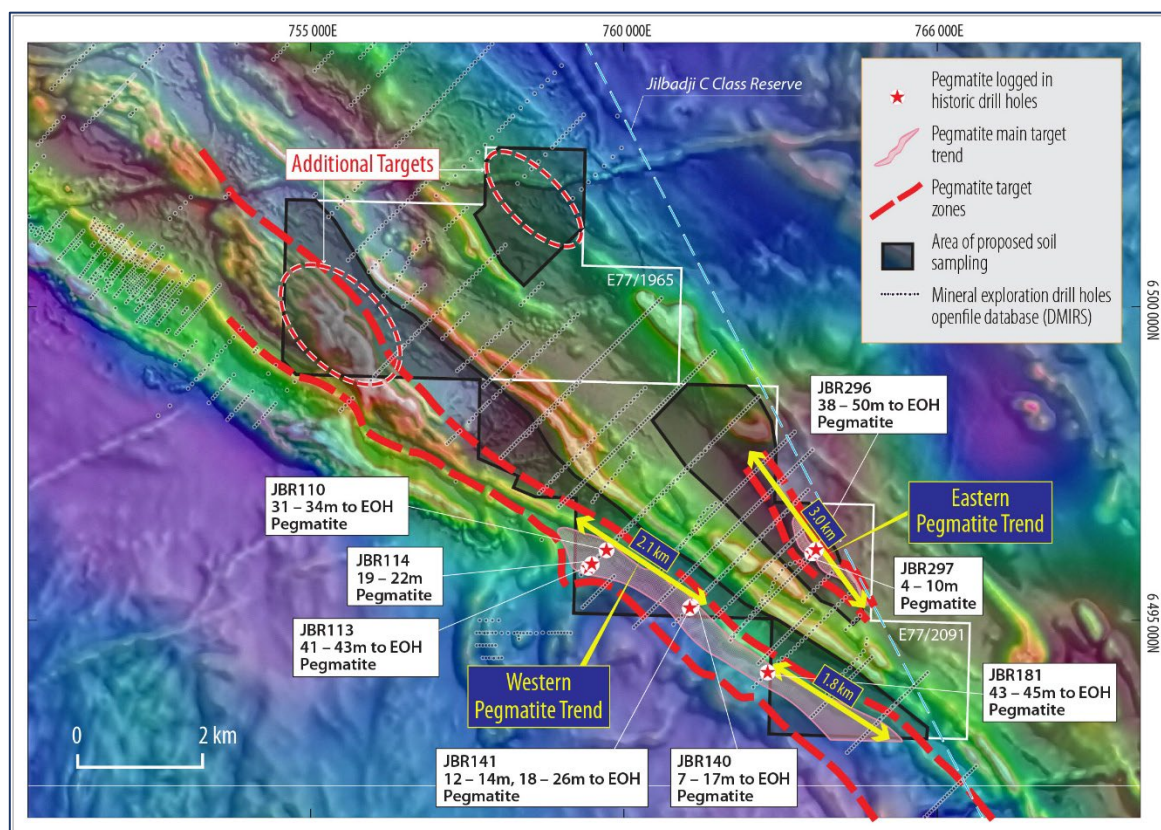 755 000E
760 000E
766 000E
Jilbadji C Class Reserve
Pegmatite logged in
historic drill holes
Pegmatite main target
trend
Pegmatite target
zones
Area of proposed soil
sampling
Mineral exploration drill holes
openfile database (DMIRS)
Additional Targets
E77/1965
6 500 000N
JBR296
38 – 50m to EOH
Pegmatite
JBR110
31 – 34m to EOH
Pegmatite
3.0 km
Eastern
Pegmatite Trend
2.1 km
JBR114
19 – 22m
Pegmatite
JBR297
4 – 10m
Pegmatite
6 495 000N
JBR113
41 – 43m to EOH
Pegmatite
E77/2091
Western
Pegmatite Trend
1.8 km
JBR181
43 – 45m to EOH
Pegmatite
0
2 km
JBR141
12 – 14m, 18 – 26m to EOH
Pegmatite
JBR140
7 – 17m to EOH
Pegmatite